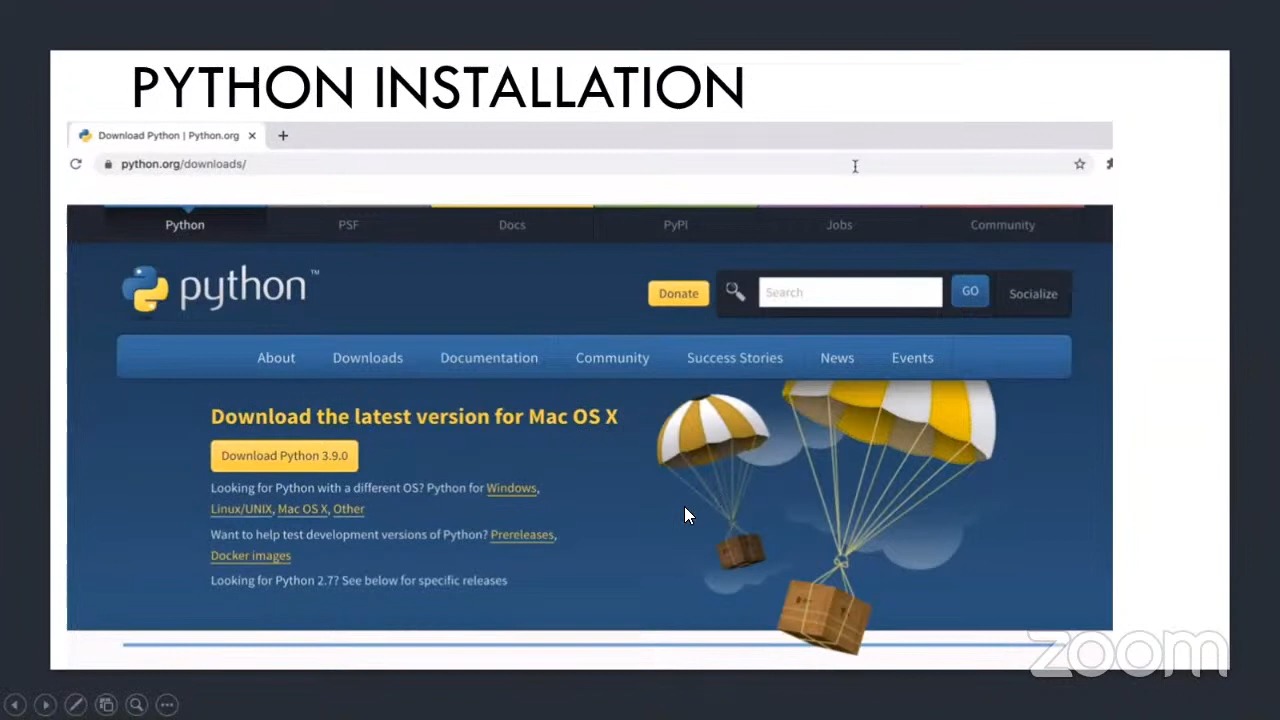 PYTHON INSTALLATION
Download Python | Python.org
python.org/downloads/
Python PSF Docs PyPI Jobs Community
python™
Donate Search GO Socialize
About Downloads Documentation Community Success Stories News Events
Download the latest version for Mac OS X
Download Python 3.9.0
Looking for Python with a different OS? Python for Windows,
Linux/UNIX, Mac OS X, Other
Want to help test development versions of Python? Prereleases,
Docker images
Looking for Python 2.7? See below for specific releases
zoom